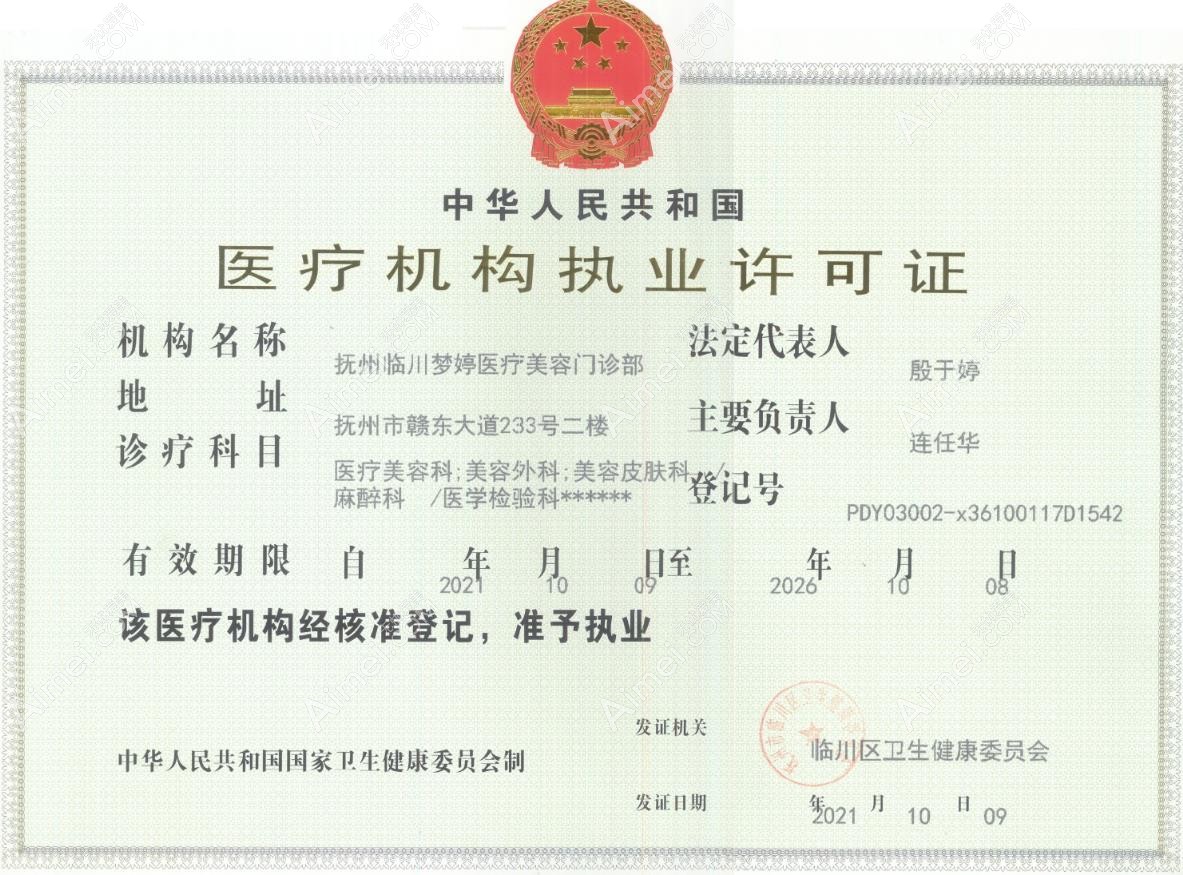 中华人民共和国
医疗机构执业许可证
机构名称 抚州临川梦婷医疗美容门诊部
法定代表人 殷于婷
地址 抚州市赣东大道233号二楼
主要负责人 连任华
诊疗科目 医疗美容科;美容外科;美容皮肤科 /
麻醉科 /医学检验科******
登记号 PDY03002-x36100117D1542
有效期限 自 2021 年 10 月 09 日至 2026 年 10 月 08 日
该医疗机构经核准登记，准予执业
发证机关 临川区卫生健康委员会
中华人民共和国国家卫生健康委员会制
发证日期 2021 年 10 月 09 日
Aimei.COM